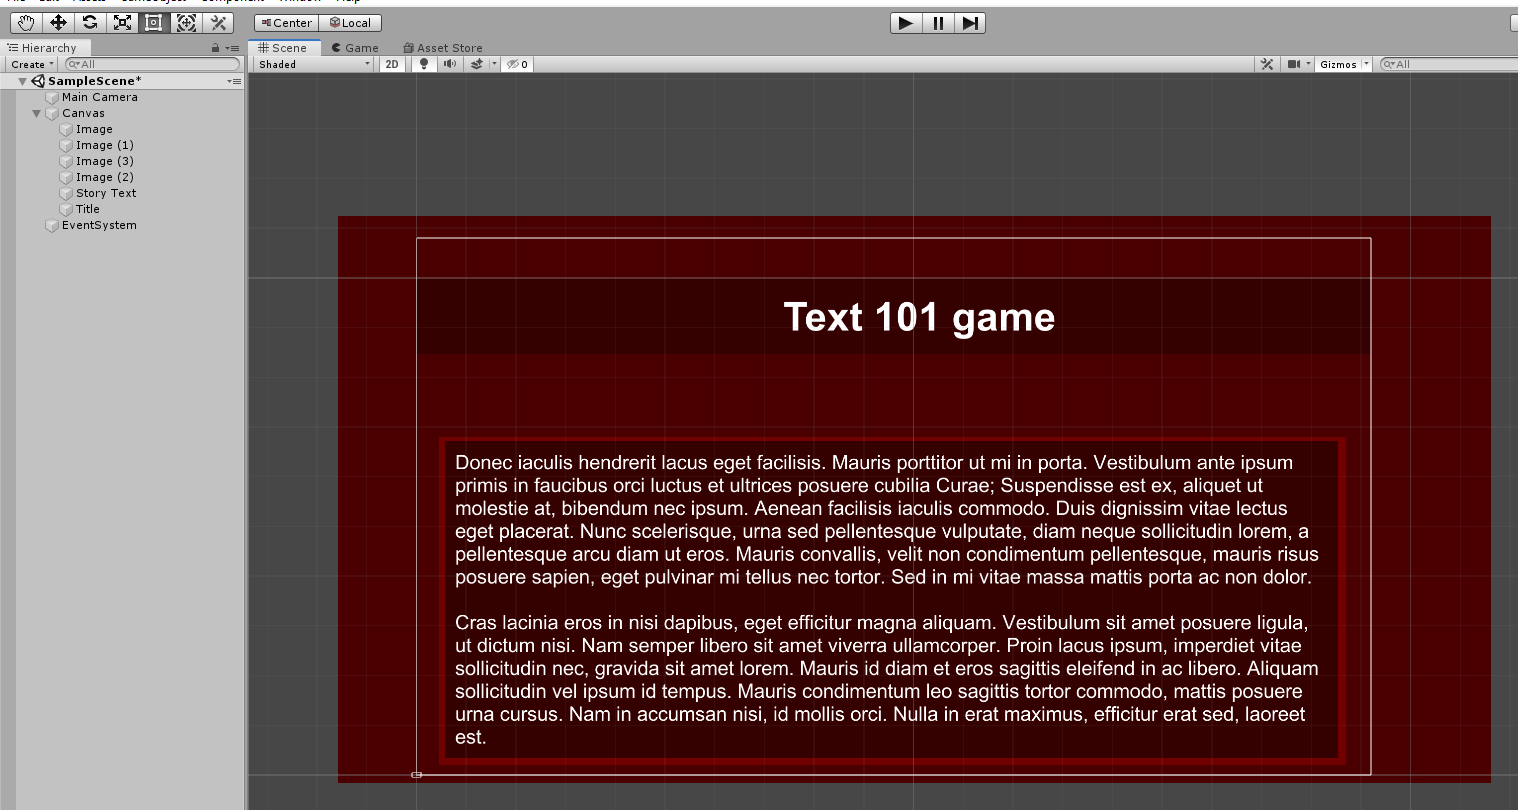 Center Local
Hierarchy Scene Game Asset Store
Create All Shaded 2D 0 Gizmos All
SampleScene*
Main Camera
Canvas
Image
Image (1)
Image (3)
Image (2)
Story Text
Title
EventSystem
Text 101 game
Donec iaculis hendrerit lacus eget facilisis. Mauris porttitor ut mi in porta. Vestibulum ante ipsum
primis in faucibus orci luctus et ultrices posuere cubilia Curae; Suspendisse est ex, aliquet ut
molestie at, bibendum nec ipsum. Aenean facilisis iaculis commodo. Duis dignissim vitae lectus
eget placerat. Nunc scelerisque, urna sed pellentesque vulputate, diam neque sollicitudin lorem, a
pellentesque arcu diam ut eros. Mauris convallis, velit non condimentum pellentesque, mauris risus
posuere sapien, eget pulvinar mi tellus nec tortor. Sed in mi vitae massa mattis porta ac non dolor.
Cras lacinia eros in nisi dapibus, eget efficitur magna aliquam. Vestibulum sit amet posuere ligula,
ut dictum nisi. Nam semper libero sit amet viverra ullamcorper. Proin lacus ipsum, imperdiet vitae
sollicitudin nec, gravida sit amet lorem. Mauris id diam et eros sagittis eleifend in ac libero. Aliquam
sollicitudin vel ipsum id tempus. Mauris condimentum leo sagittis tortor commodo, mattis posuere
urna cursus. Nam in accumsan nisi, id mollis orci. Nulla in erat maximus, efficitur erat sed, laoreet
est.